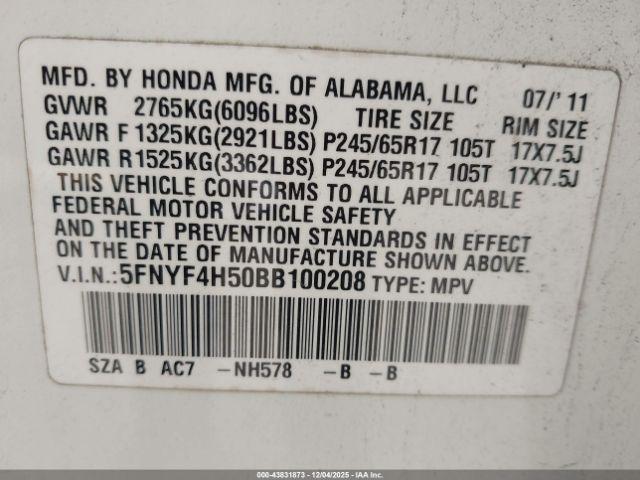 MFD. BY HONDA MFG. OF ALABAMA, LLC 07/' 11
GVWR 2765KG(6096LBS) TIRE SIZE RIM SIZE
GAWR F 1325KG(2921LBS) P245/65R17 105T 17X7.5J
GAWR R1525KG(3362LBS) P245/65R17 105T 17X7.5J
THIS VEHICLE CONFORMS TO ALL APPLICABLE
FEDERAL MOTOR VEHICLE SAFETY
AND THEFT PREVENTION STANDARDS IN EFFECT
ON THE DATE OF MANUFACTURE SHOWN ABOVE.
V.I.N.:5FNYF4H50BB100208 TYPE: MPV
SZA B AC7 -NH578 -B -B
000-43831873 - 12/04/2025 - IAA Inc.